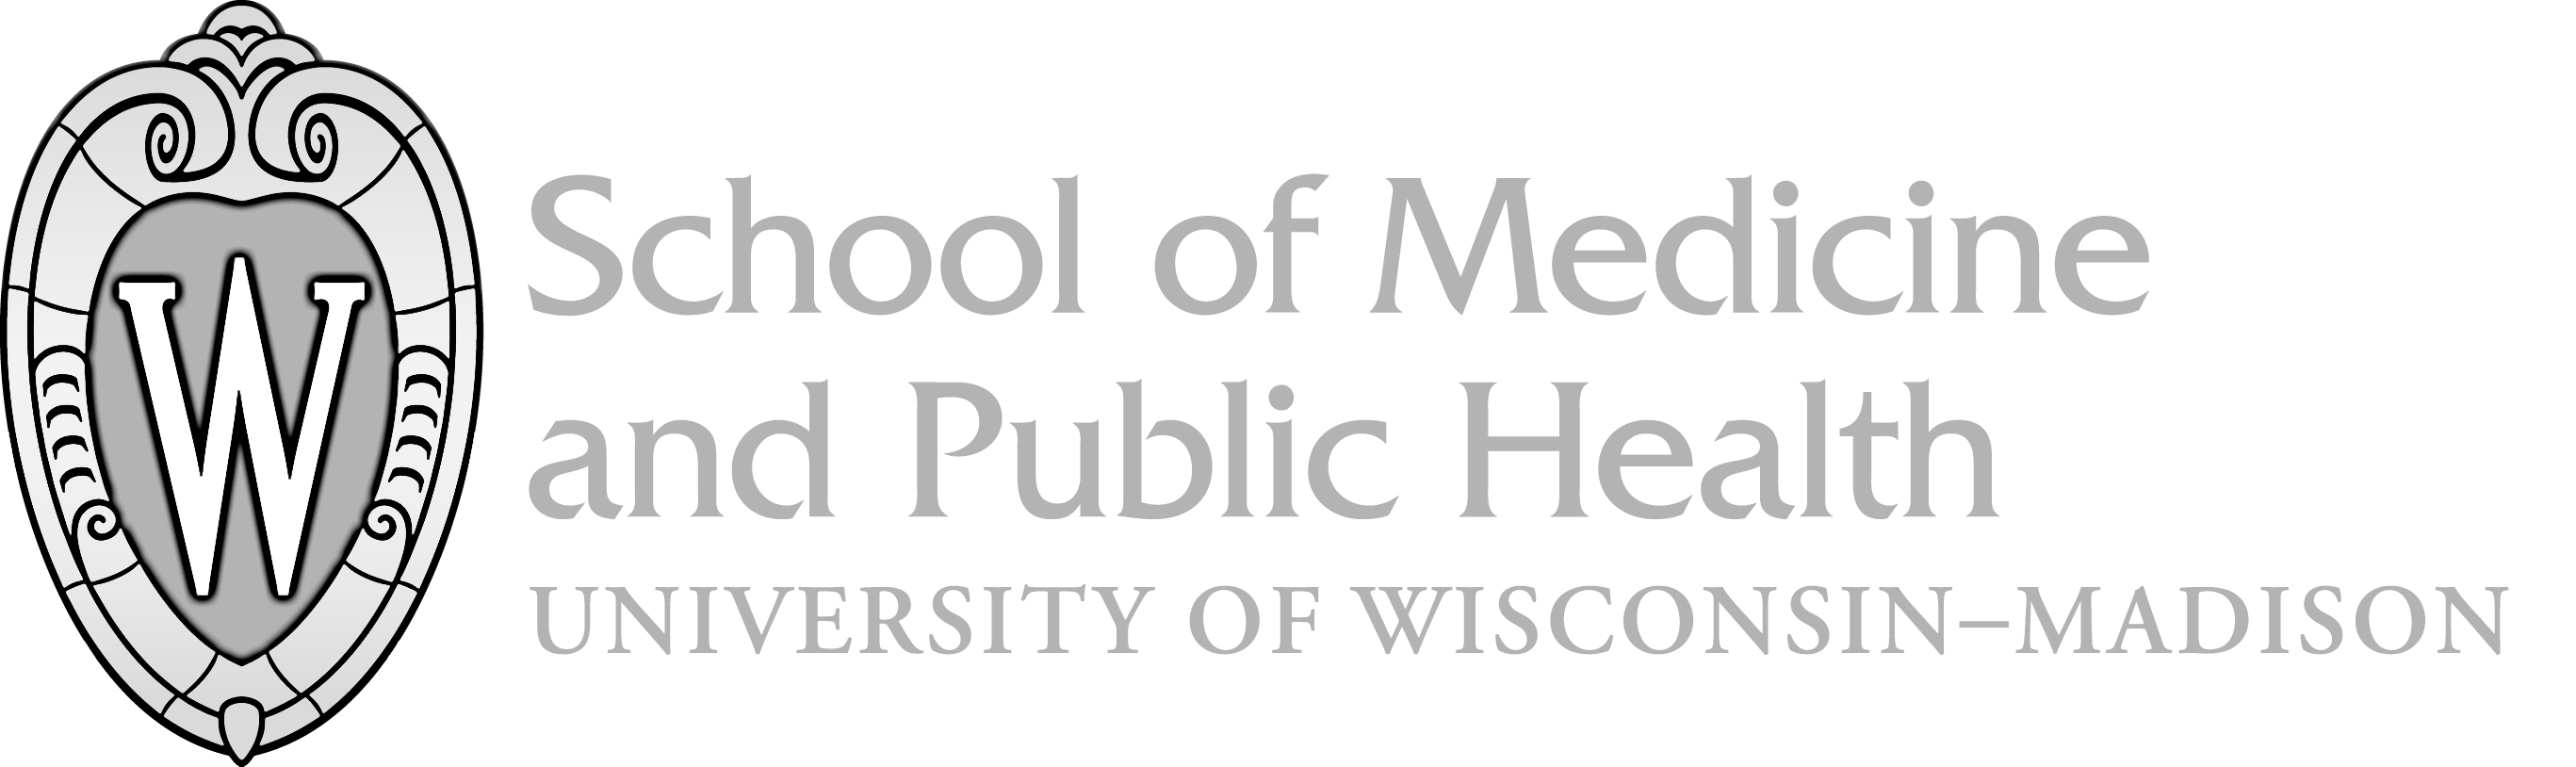 W
School of Medicine
and Public Health
UNIVERSITY OF WISCONSIN–MADISON